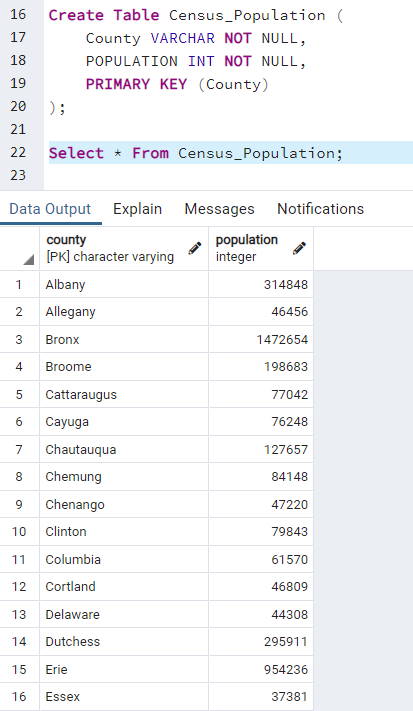 16 Create Table Census_Population (
17 County VARCHAR NOT NULL,
18 POPULATION INT NOT NULL,
19 PRIMARY KEY (County)
20 );
21
22 Select * From Census_Population;
23
Data Output Explain Messages Notifications
county population
[PK] character varying integer
1 Albany 314848
2 Allegany 46456
3 Bronx 1472654
4 Broome 198683
5 Cattaraugus 77042
6 Cayuga 76248
7 Chautauqua 127657
8 Chemung 84148
9 Chenango 47220
10 Clinton 79843
11 Columbia 61570
12 Cortland 46809
13 Delaware 44308
14 Dutchess 295911
15 Erie 954236
16 Essex 37381